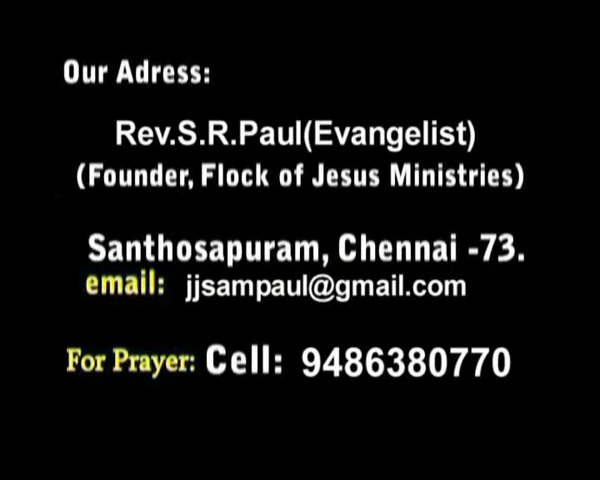 Our Adress:
Rev.S.R.Paul(Evangelist)
(Founder, Flock of Jesus Ministries)
Santhosapuram, Chennai -73.
email: jjsampaul@gmail.com
For Prayer: Cell: 9486380770